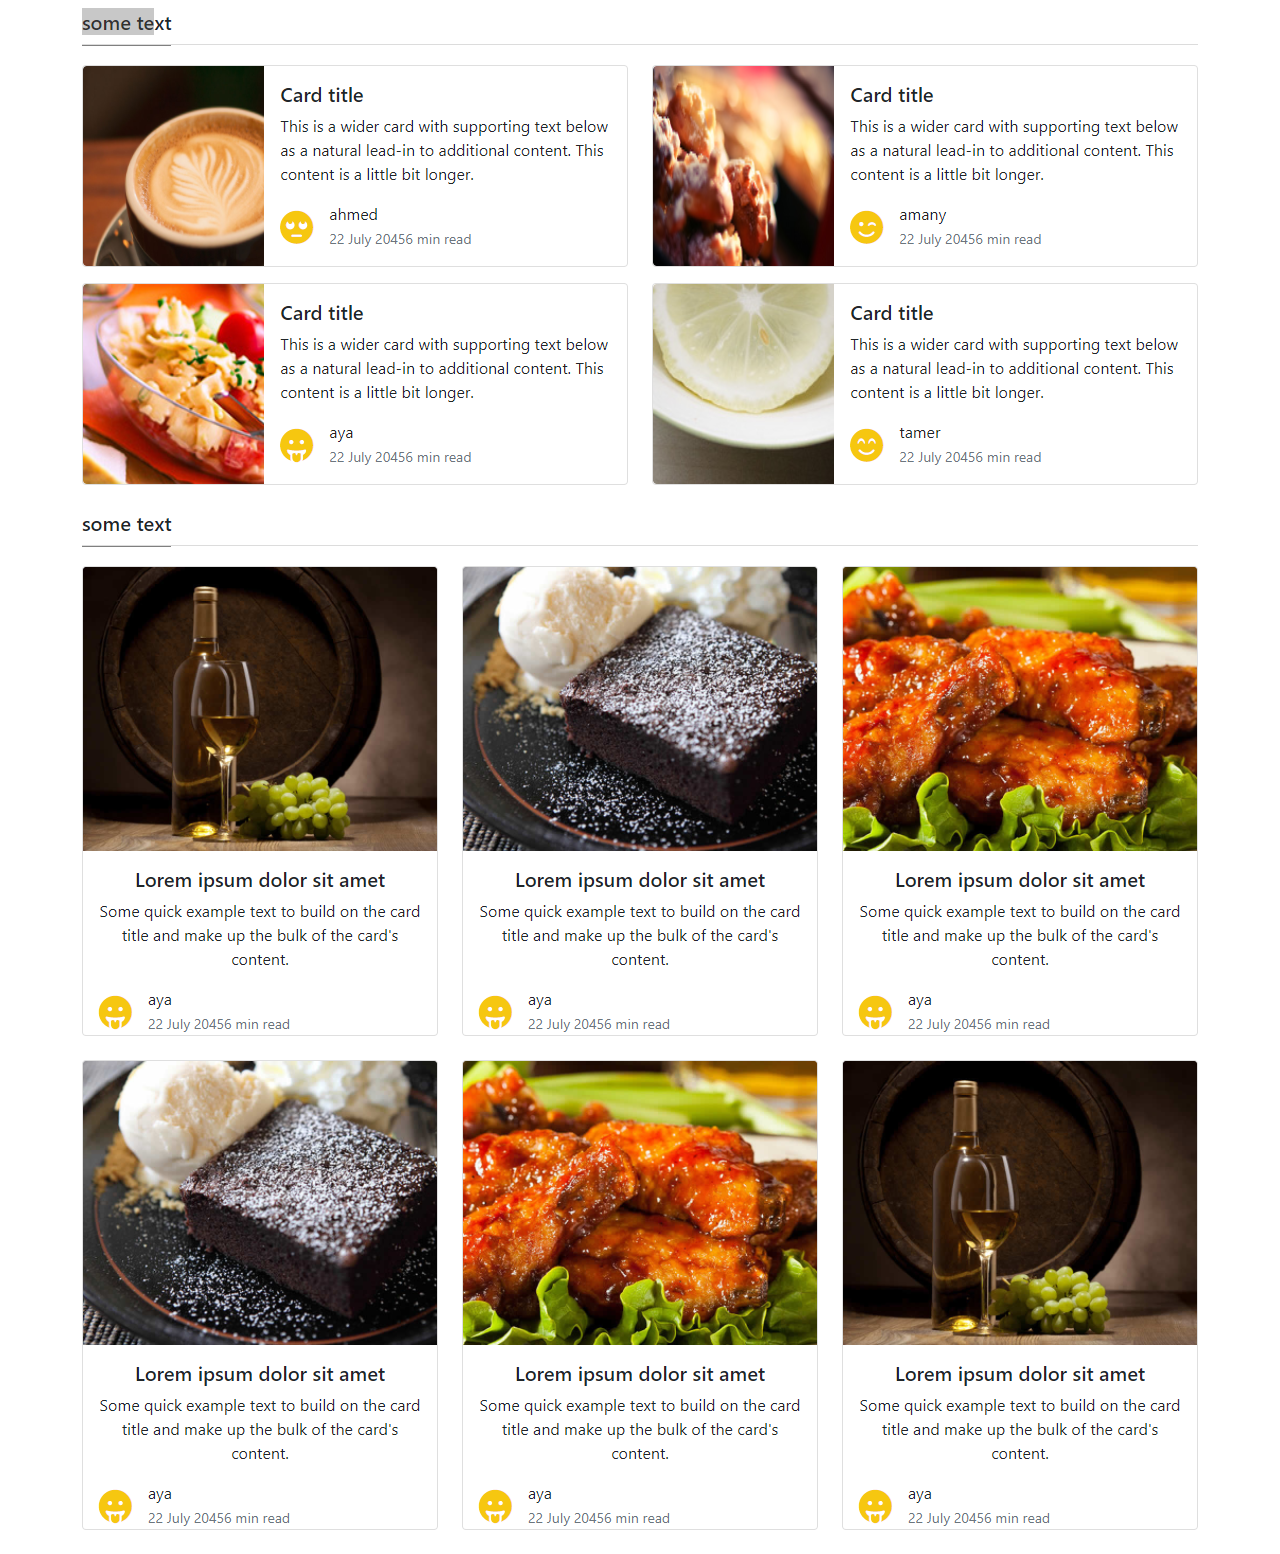 some text
Card title
This is a wider card with supporting text below
as a natural lead-in to additional content. This
content is a little bit longer.
ahmed
22 July 20456 min read
Card title
This is a wider card with supporting text below
as a natural lead-in to additional content. This
content is a little bit longer.
amany
22 July 20456 min read
Card title
This is a wider card with supporting text below
as a natural lead-in to additional content. This
content is a little bit longer.
aya
22 July 20456 min read
Card title
This is a wider card with supporting text below
as a natural lead-in to additional content. This
content is a little bit longer.
tamer
22 July 20456 min read
some text
Lorem ipsum dolor sit amet
Some quick example text to build on the card
title and make up the bulk of the card's
content.
aya
22 July 20456 min read
Lorem ipsum dolor sit amet
Some quick example text to build on the card
title and make up the bulk of the card's
content.
aya
22 July 20456 min read
Lorem ipsum dolor sit amet
Some quick example text to build on the card
title and make up the bulk of the card's
content.
aya
22 July 20456 min read
Lorem ipsum dolor sit amet
Some quick example text to build on the card
title and make up the bulk of the card's
content.
aya
22 July 20456 min read
Lorem ipsum dolor sit amet
Some quick example text to build on the card
title and make up the bulk of the card's
content.
aya
22 July 20456 min read
Lorem ipsum dolor sit amet
Some quick example text to build on the card
title and make up the bulk of the card's
content.
aya
22 July 20456 min read